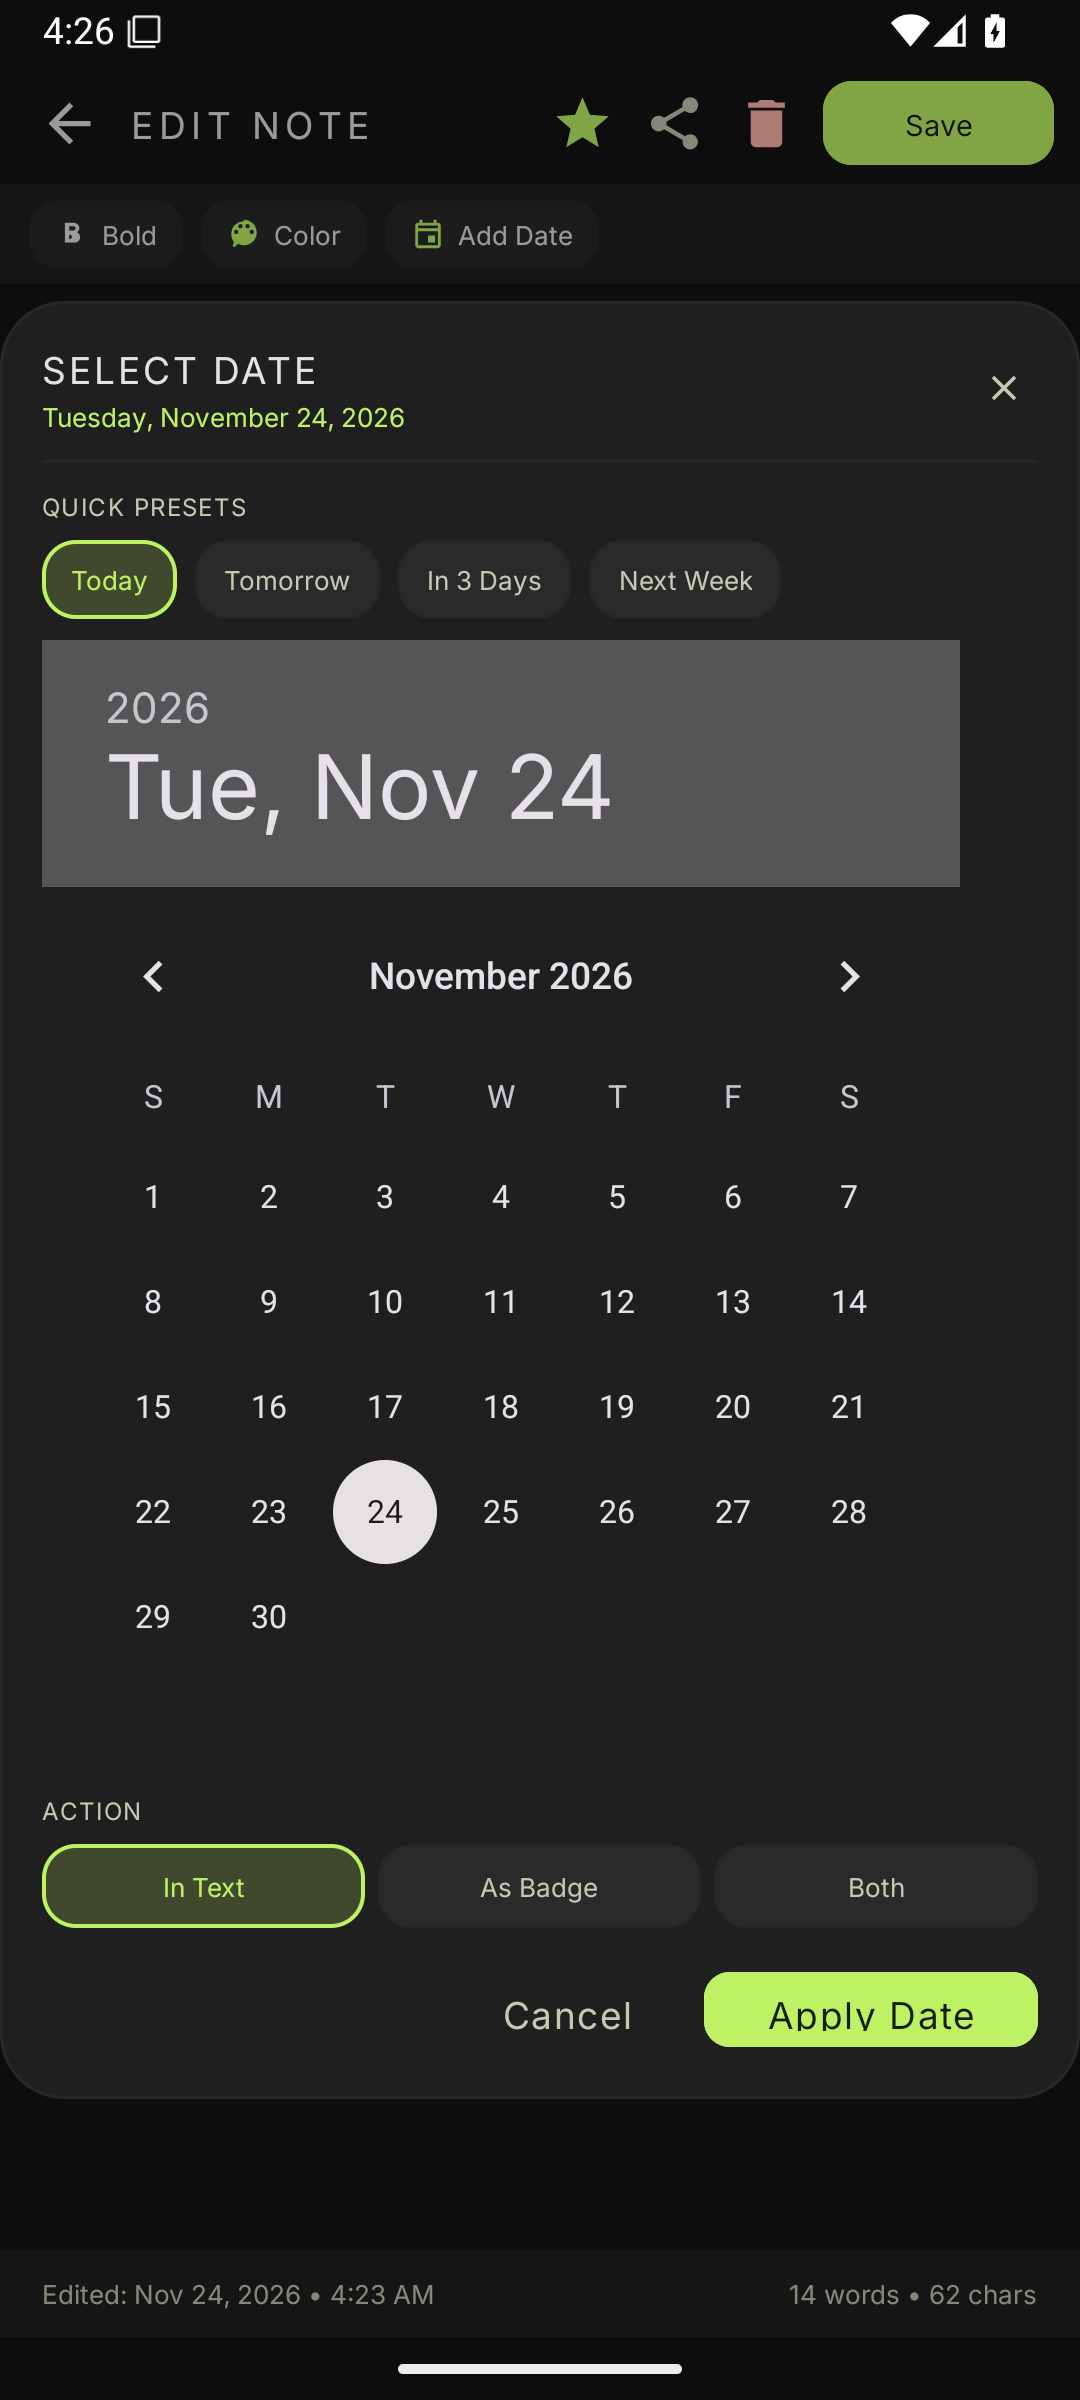 4:26
EDIT NOTE
Save
Bold
Color
Add Date
SELECT DATE
Tuesday, November 24, 2026
QUICK PRESETS
Today
Tomorrow
In 3 Days
Next Week
2026
Tue, Nov 24
November 2026
S M T W T F S
1 2 3 4 5 6 7
8 9 10 11 12 13 14
15 16 17 18 19 20 21
22 23 24 25 26 27 28
29 30
ACTION
In Text
As Badge
Both
Cancel
Apply Date
Edited: Nov 24, 2026 • 4:23 AM
14 words • 62 chars